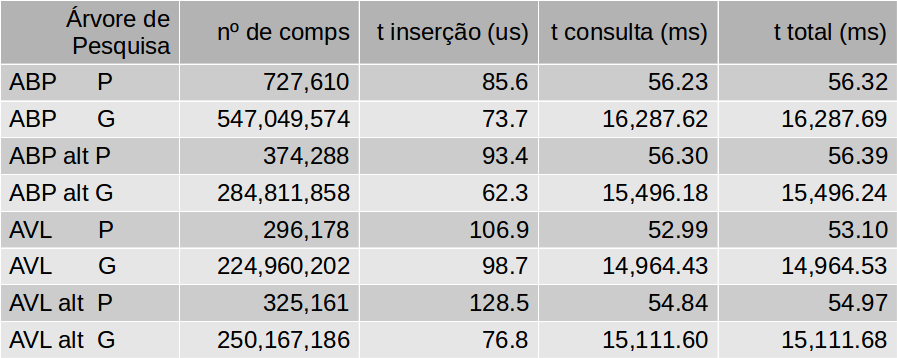 Árvore de
Pesquisa nº de comps t inserção (us) t consulta (ms) t total (ms)
ABP P 727,610 85.6 56.23 56.32
ABP G 547,049,574 73.7 16,287.62 16,287.69
ABP alt P 374,288 93.4 56.30 56.39
ABP alt G 284,811,858 62.3 15,496.18 15,496.24
AVL P 296,178 106.9 52.99 53.10
AVL G 224,960,202 98.7 14,964.43 14,964.53
AVL alt P 325,161 128.5 54.84 54.97
AVL alt G 250,167,186 76.8 15,111.60 15,111.68